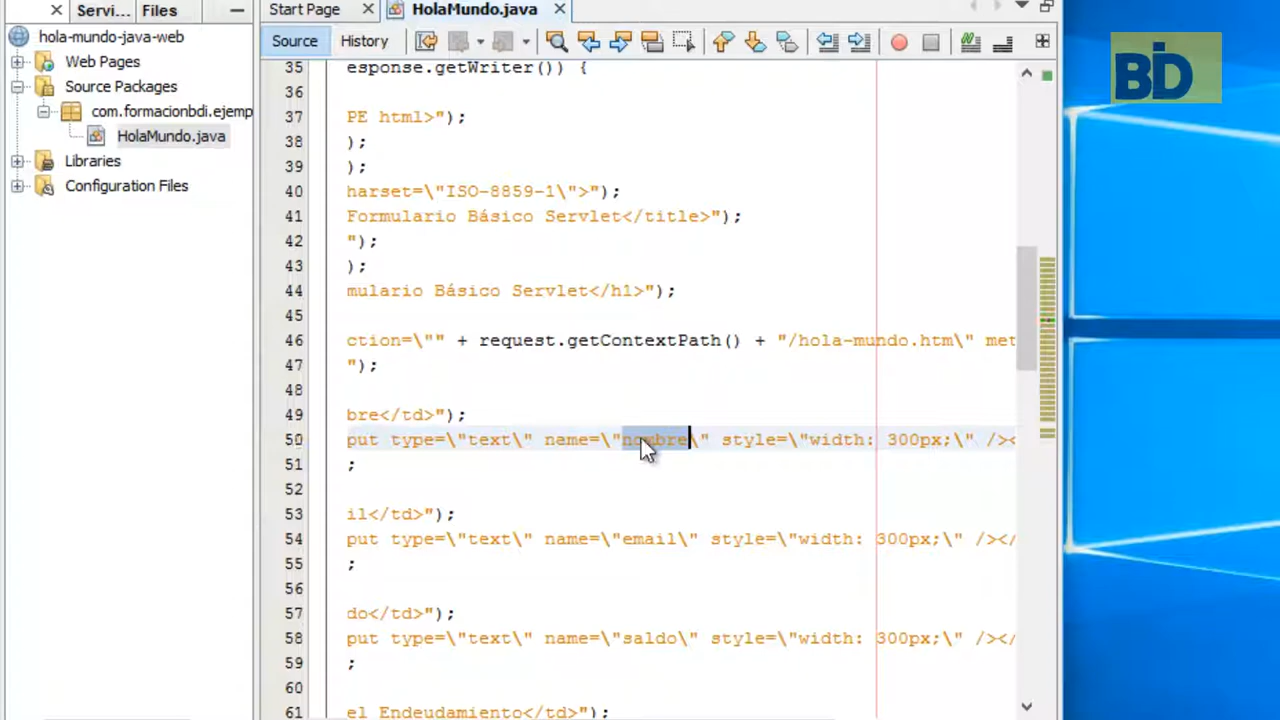 Servi... Files
hola-mundo-java-web
Web Pages
Source Packages
com.formacionbdi.ejemp
HolaMundo.java
Libraries
Configuration Files
Start Page HolaMundo.java
Source History
35 esponse.getWriter()) {
36
37 PE html>");
38 );
39 );
40 harset=\"ISO-8859-1\">");
41 Formulario Básico Servlet</title>");
42 ");
43 );
44 mulario Básico Servlet</h1>");
45
46 ction=\"" + request.getContextPath() + "/hola-mundo.htm\" met
47 ");
48
49 bre</td>");
50 put type=\"text\" name=\"nombre\" style=\"width: 300px;\" /><
51 ;
52
53 il</td>");
54 put type=\"text\" name=\"email\" style=\"width: 300px;\" /></
55 ;
56
57 do</td>");
58 put type=\"text\" name=\"saldo\" style=\"width: 300px;\" /></
59 ;
60
61 el Endeudamiento</td>");
BDI